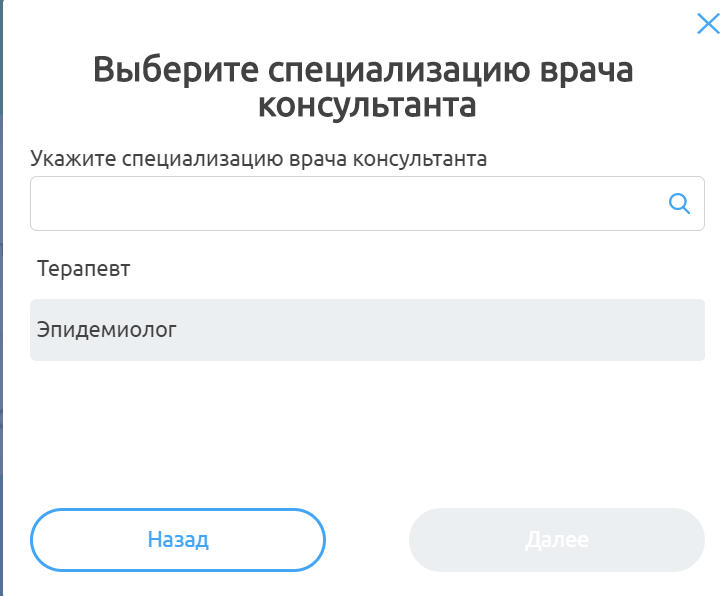 Выберите специализацию врача
консультанта
Укажите специализацию врача консультанта
Терапевт
Эпидемиолог
Назад
Далее